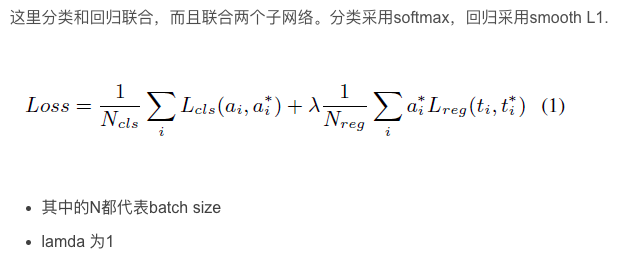 这里分类和回归联合，而且联合两个子网络。分类采用softmax，回归采用smooth L1.
Loss = \frac{1}{N_{cls}} \sum_{i} L_{cls}(a_i, a_i^*) + \lambda \frac{1}{N_{reg}} \sum_{i} a_i^* L_{reg}(t_i, t_i^*) (1)
• 其中的N都代表batch size
• lamda 为1